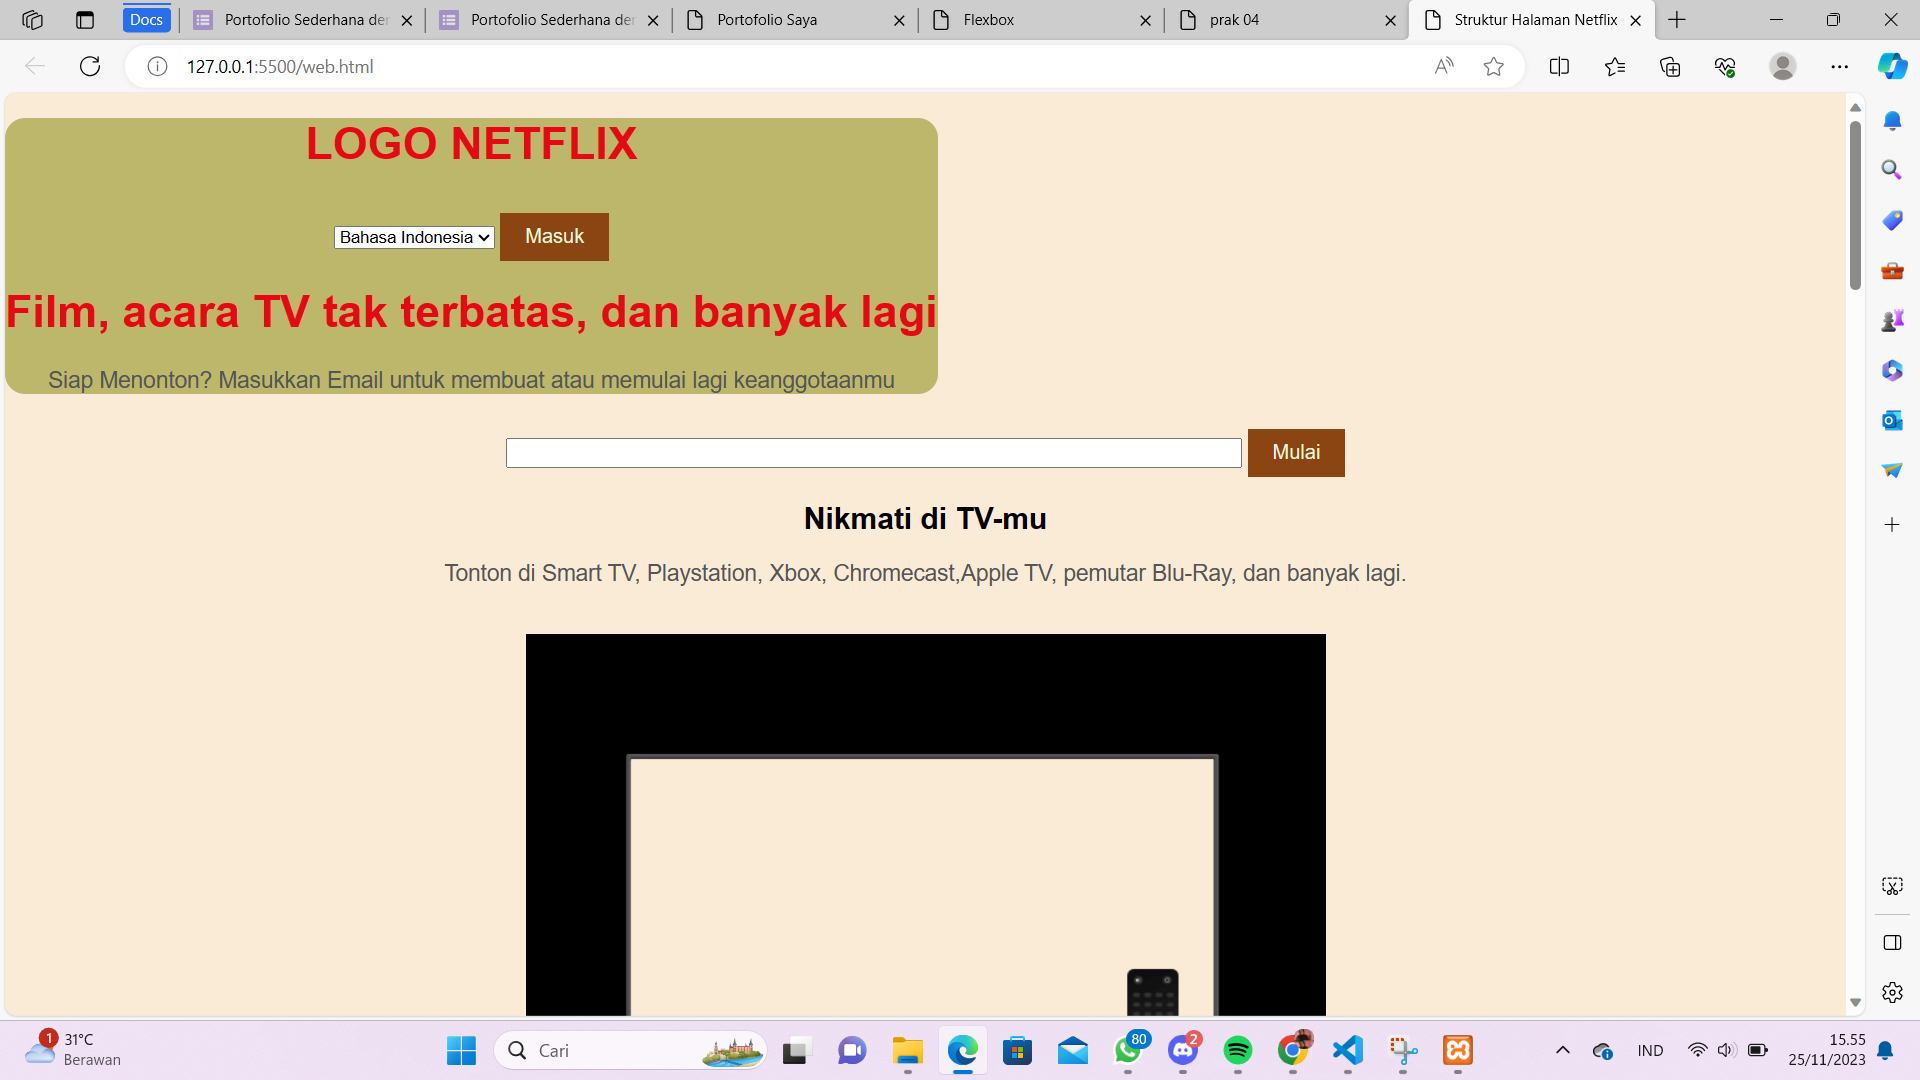 Docs
Portofolio Sederhana der
Portofolio Sederhana der
Portofolio Saya
Flexbox
prak 04
Struktur Halaman Netflix
127.0.0.1:5500/web.html
LOGO NETFLIX
Bahasa Indonesia
Masuk
Film, acara TV tak terbatas, dan banyak lagi
Siap Menonton? Masukkan Email untuk membuat atau memulai lagi keanggotaanmu
Mulai
Nikmati di TV-mu
Tonton di Smart TV, Playstation, Xbox, Chromecast,Apple TV, pemutar Blu-Ray, dan banyak lagi.
1
31°C
Berawan
Cari
80
2
IND
15.55
25/11/2023